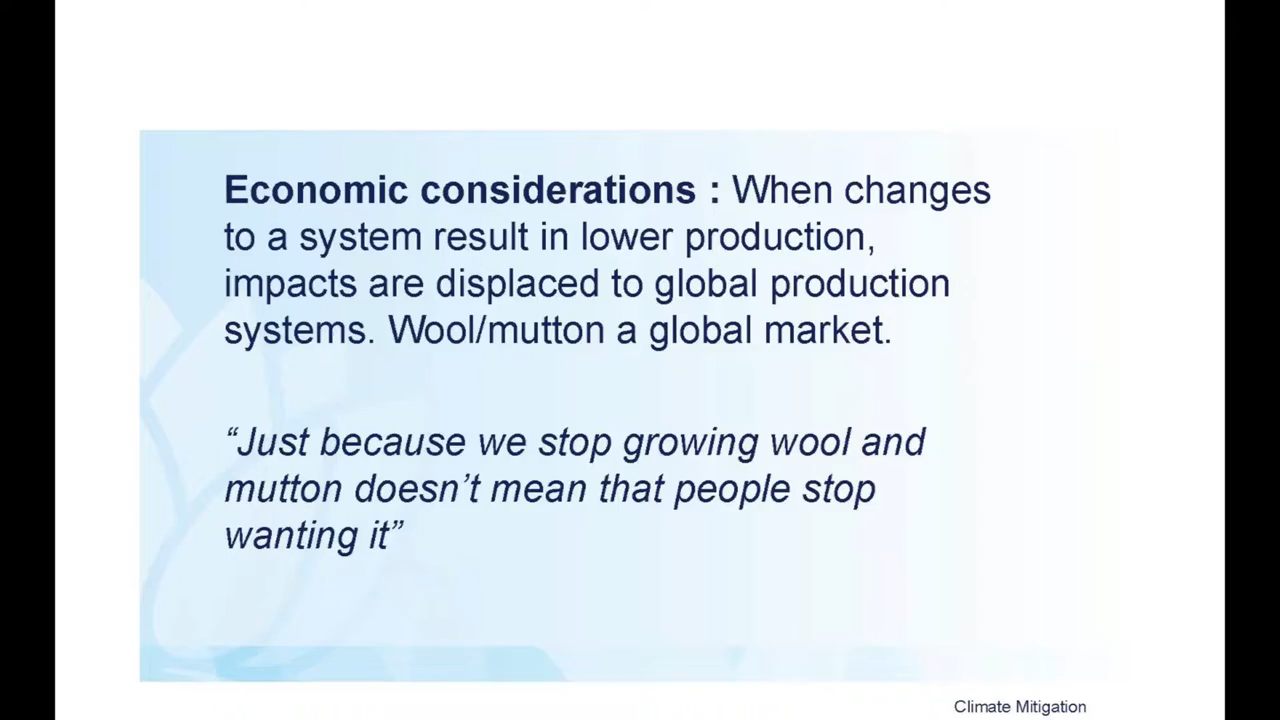 Economic considerations : When changes
to a system result in lower production,
impacts are displaced to global production
systems. Wool/mutton a global market.
“Just because we stop growing wool and
mutton doesn’t mean that people stop
wanting it”
Climate Mitigation